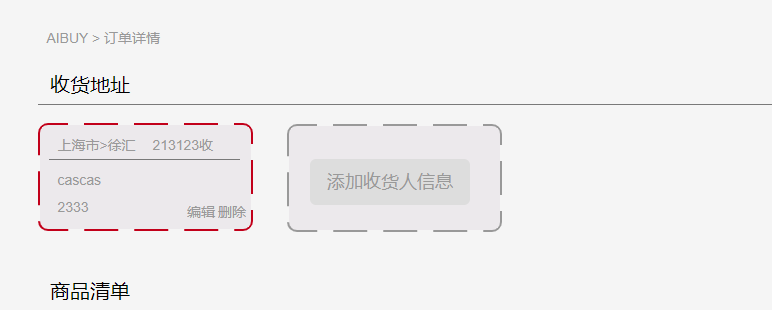 AIBUY > 订单详情
收货地址
上海市>徐汇 213123收
cascas
2333
编辑 删除
添加收货人信息
商品清单